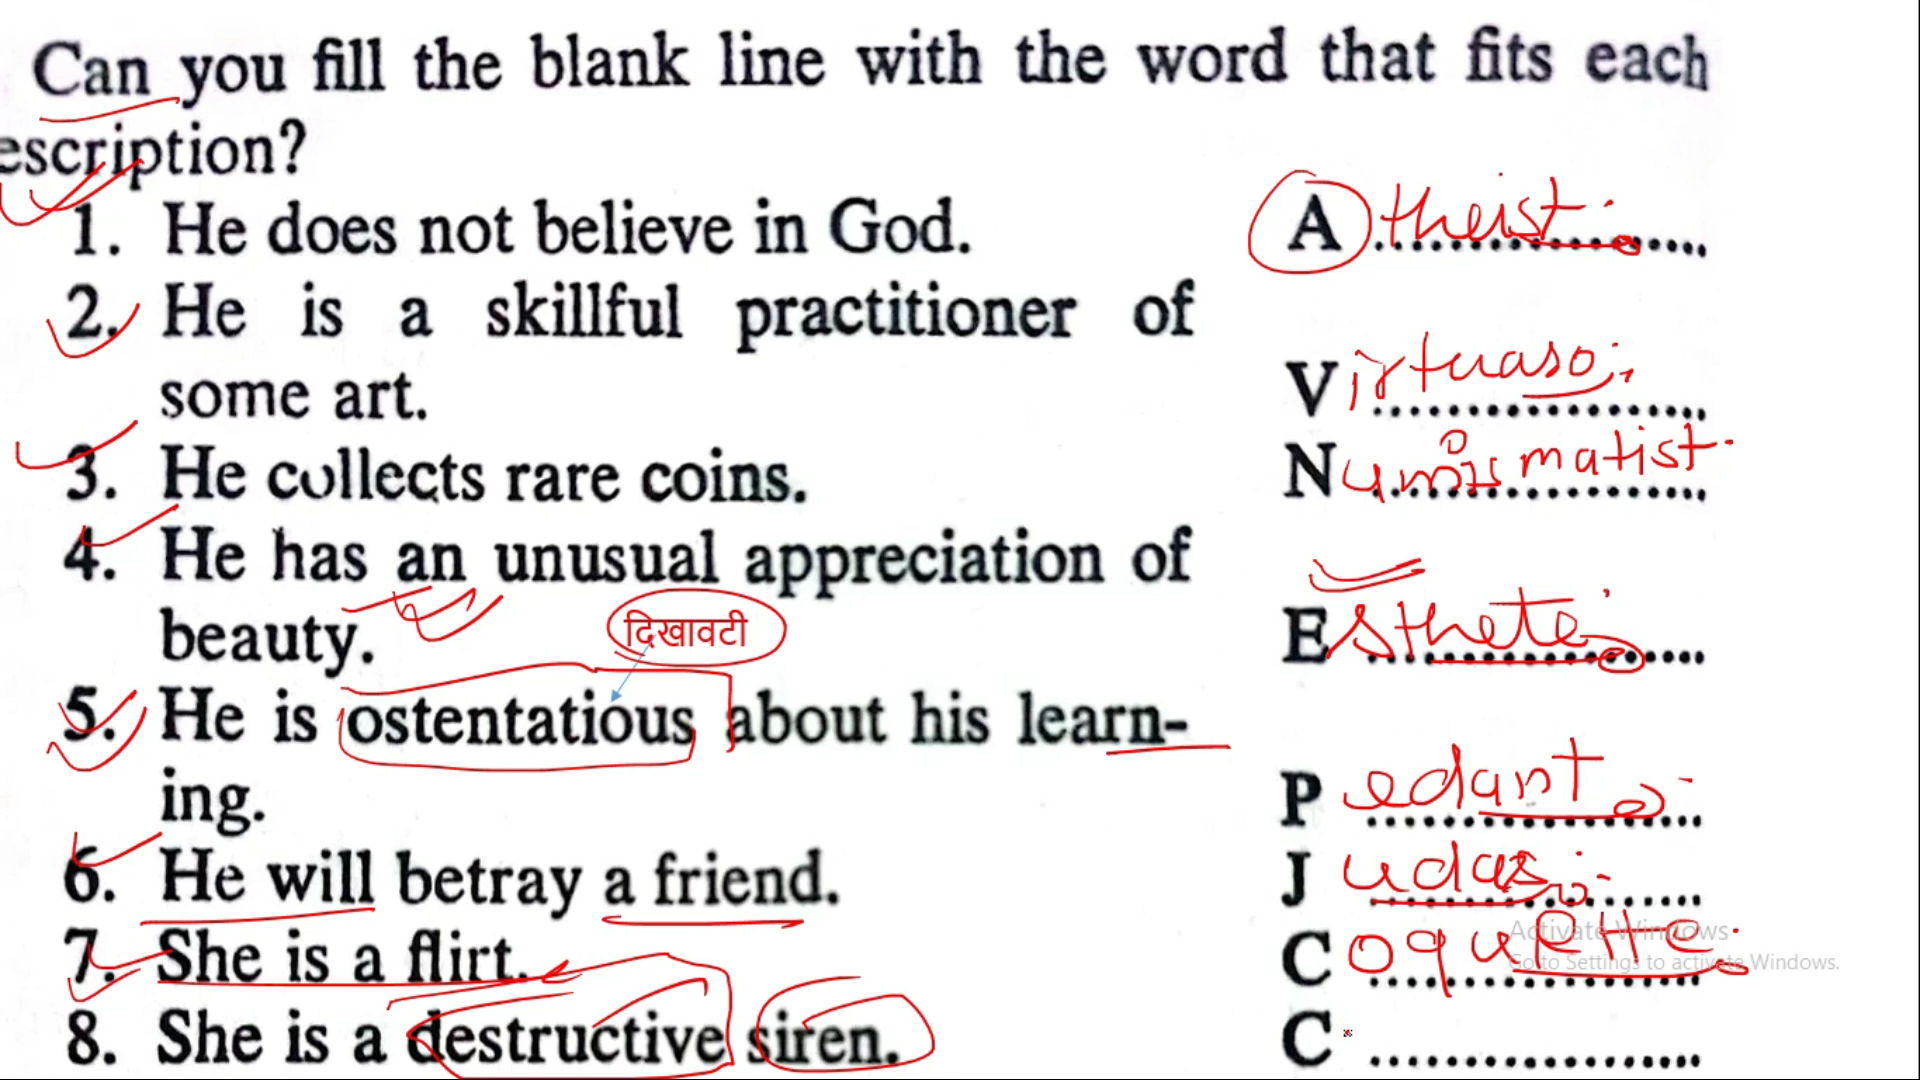 Can you fill the blank line with the word that fits each
escription?
1. He does not believe in God. A theist
2. He is a skillful practitioner of
some art. Virtuaso
3. He collects rare coins. Numismatist
4. He has an unusual appreciation of
beauty. Esthete
दिखावटी
5. He is ostentatious about his learn-
ing. Pedant
6. He will betray a friend. Judas
7. She is a flirt. Coquette
8. She is a destructive siren. C ..................
Activate Windows
Go to Settings to activate Windows.